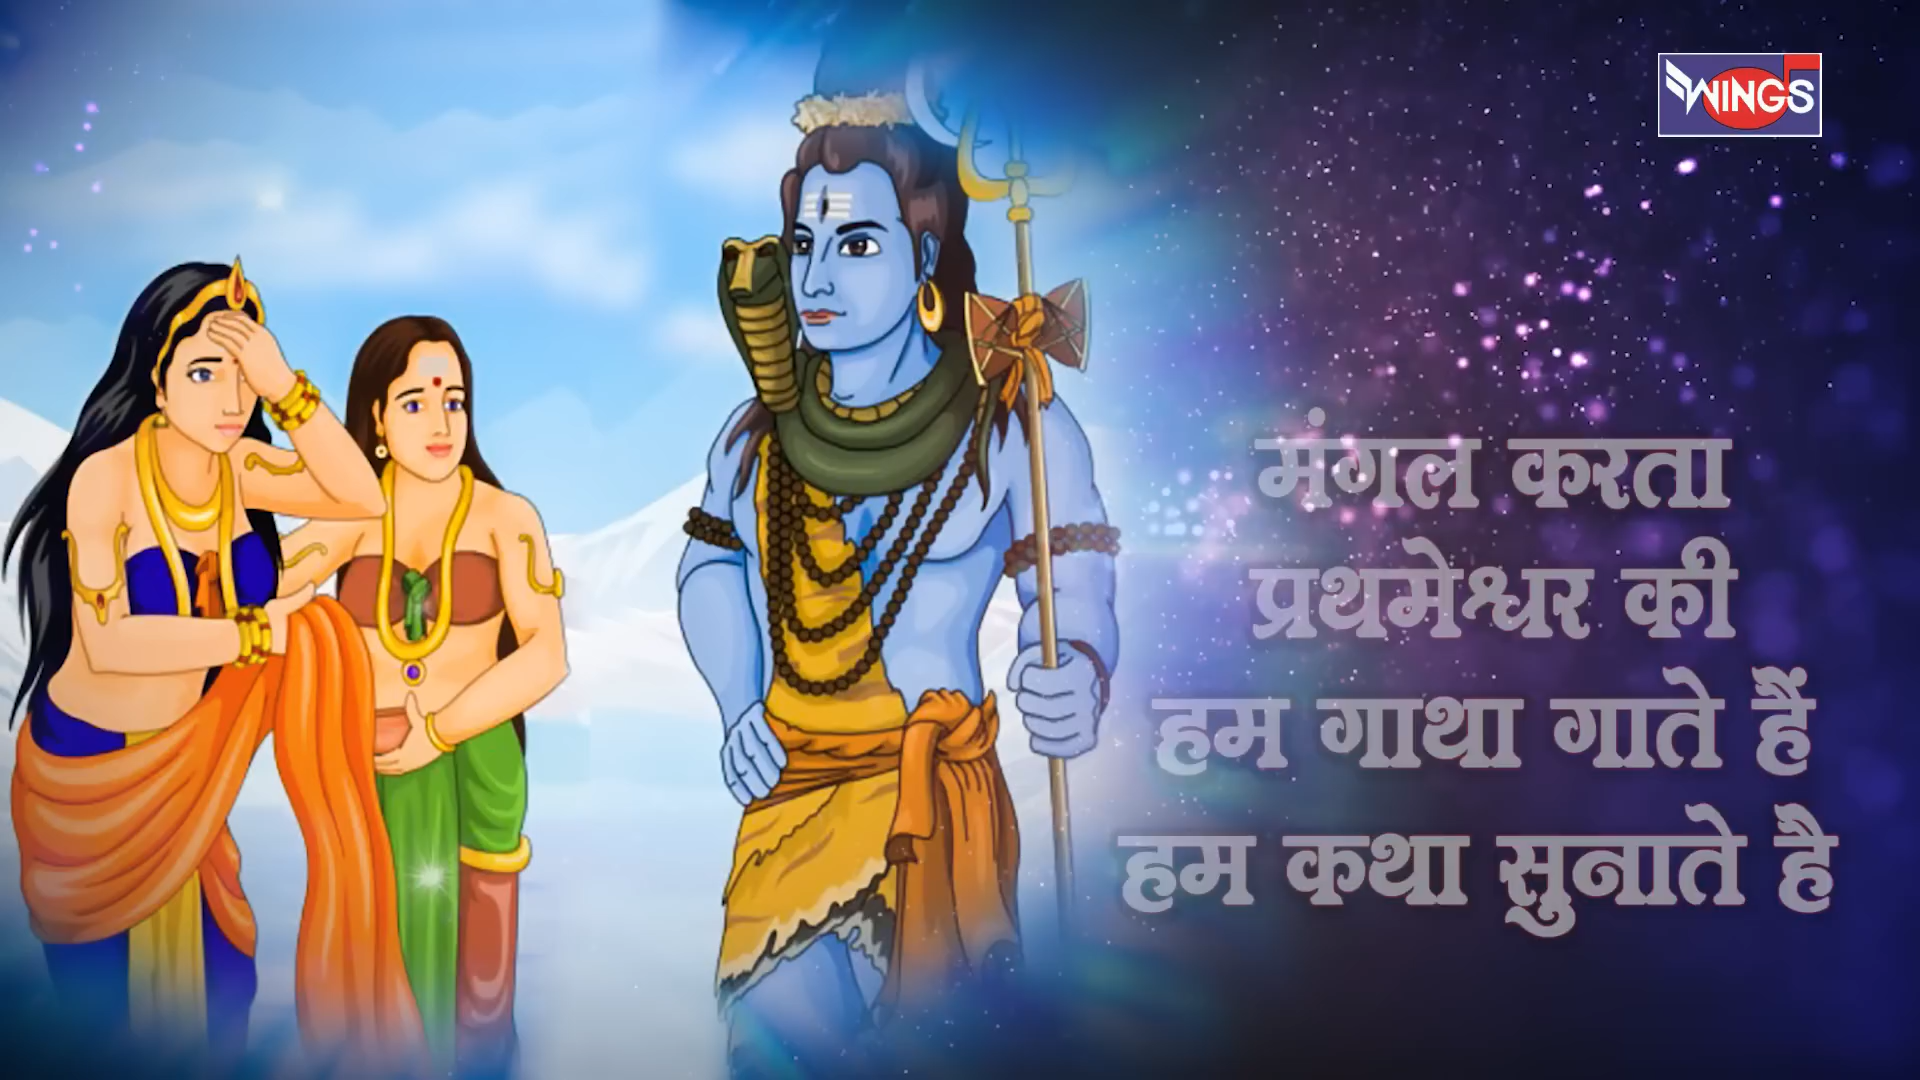 WINGS
मंगल करता
प्रथमेश्वर की
हम गाथा गाते हैं
हम कथा सुनाते है